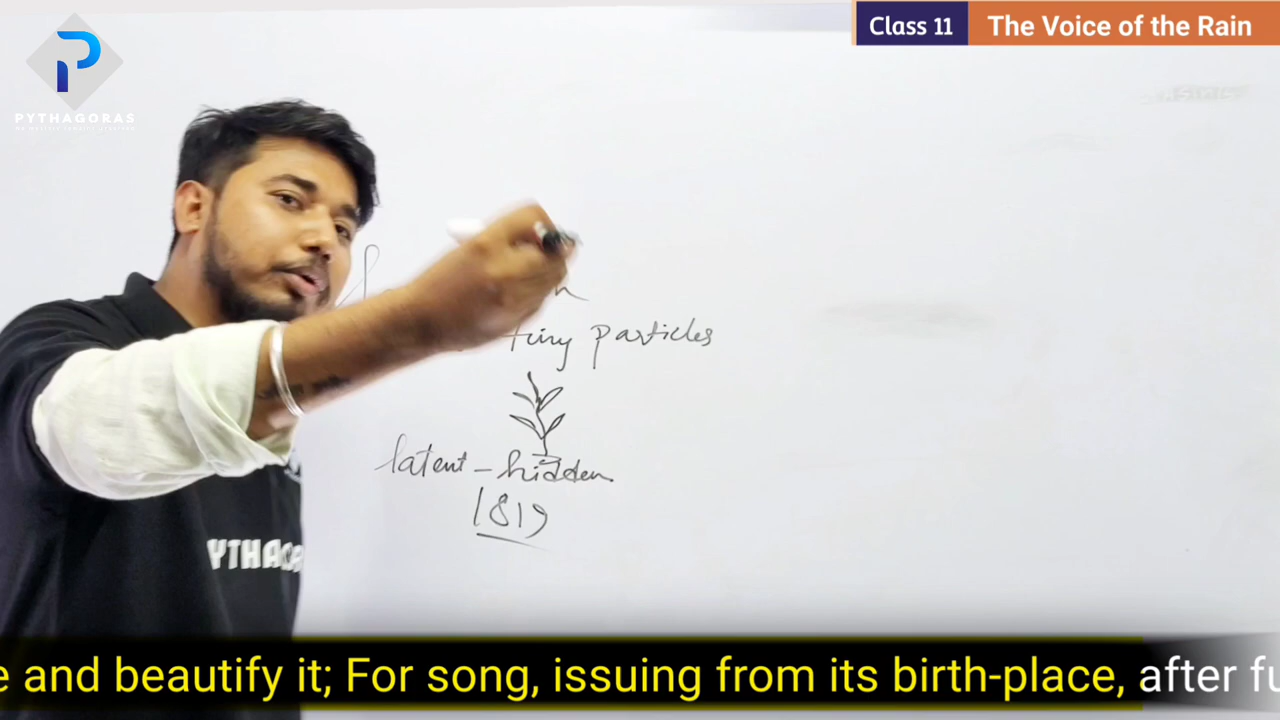 Class 11 The Voice of the Rain
PYTHAGORAS
tiny particles
latent - hidden
1819
YTHAGO
and beautify it; For song, issuing from its birth-place, after fu